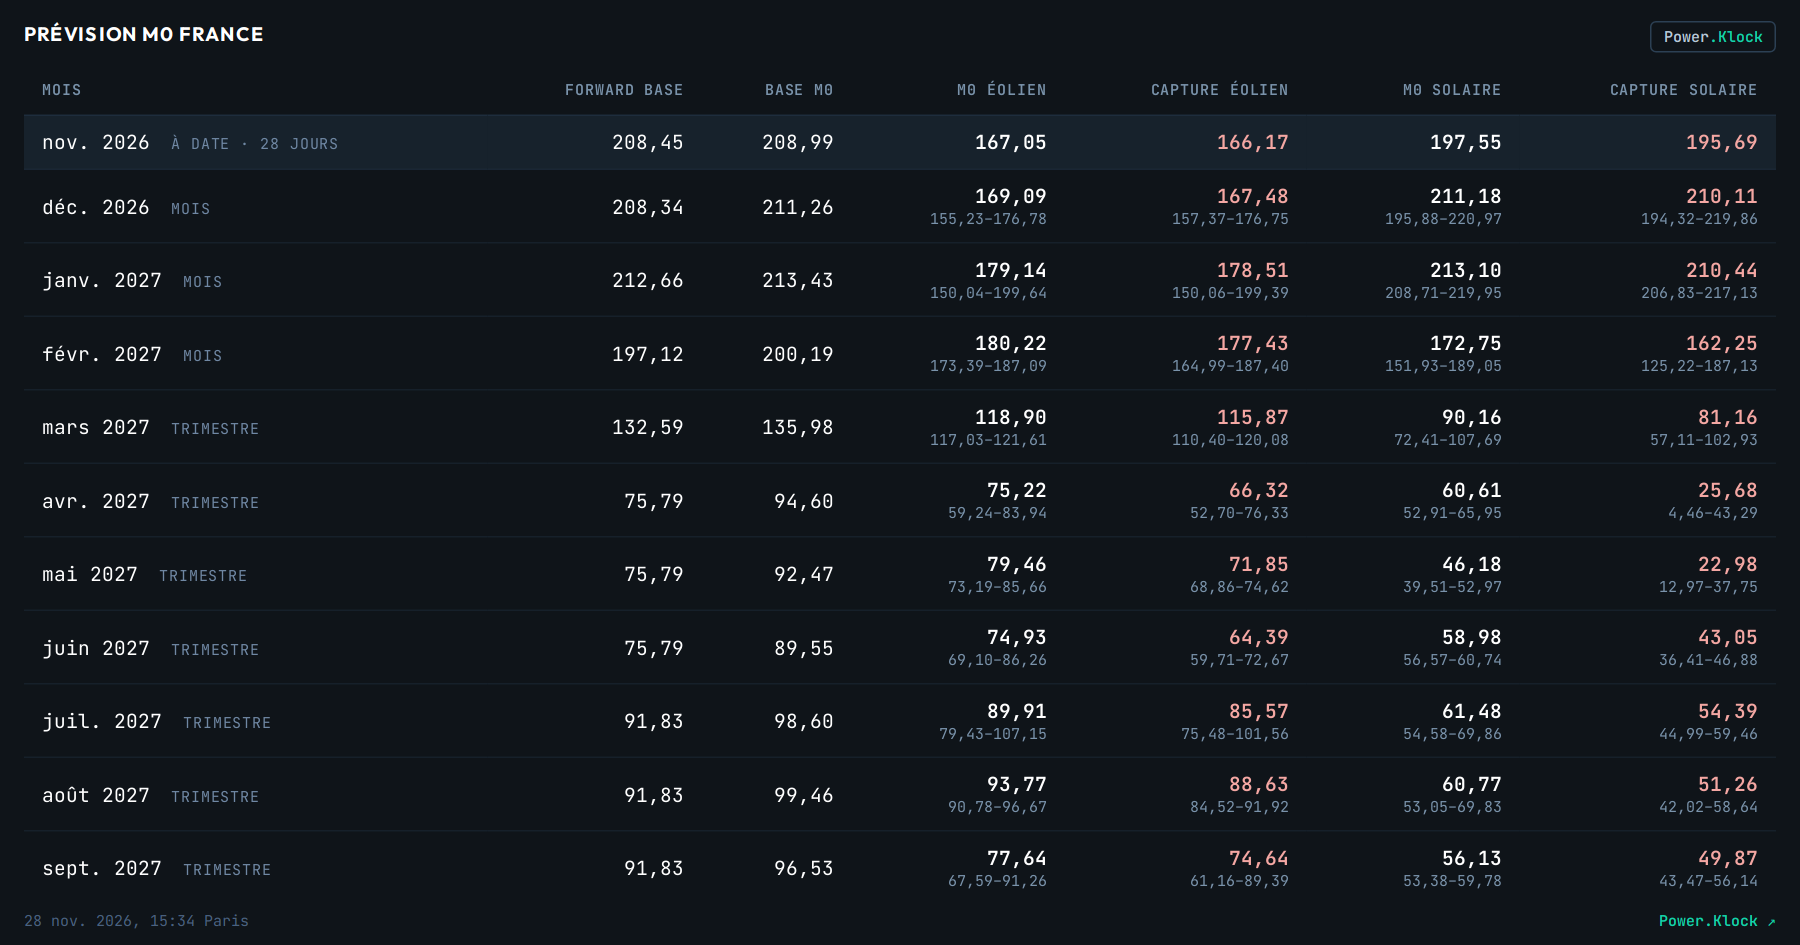 PRÉVISION M0 FRANCE
Power.Klock
MOIS FORWARD BASE BASE M0 M0 ÉOLIEN CAPTURE ÉOLIEN M0 SOLAIRE CAPTURE SOLAIRE
nov. 2026 À DATE · 28 JOURS 208,45 208,99 167,05 166,17 197,55 195,69
déc. 2026 MOIS 208,34 211,26 169,09 167,48 211,18 210,11
155,23–176,78 157,37–176,75 195,88–220,97 194,32–219,86
janv. 2027 MOIS 212,66 213,43 179,14 178,51 213,10 210,44
150,04–199,64 150,06–199,39 208,71–219,95 206,83–217,13
févr. 2027 MOIS 197,12 200,19 180,22 177,43 172,75 162,25
173,39–187,09 164,99–187,40 151,93–189,05 125,22–187,13
mars 2027 TRIMESTRE 132,59 135,98 118,90 115,87 90,16 81,16
117,03–121,61 110,40–120,08 72,41–107,69 57,11–102,93
avr. 2027 TRIMESTRE 75,79 94,60 75,22 66,32 60,61 25,68
59,24–83,94 52,70–76,33 52,91–65,95 4,46–43,29
mai 2027 TRIMESTRE 75,79 92,47 79,46 71,85 46,18 22,98
73,19–85,66 68,86–74,62 39,51–52,97 12,97–37,75
juin 2027 TRIMESTRE 75,79 89,55 74,93 64,39 58,98 43,05
69,10–86,26 59,71–72,67 56,57–60,74 36,41–46,88
juil. 2027 TRIMESTRE 91,83 98,60 89,91 85,57 61,48 54,39
79,43–107,15 75,48–101,56 54,58–69,86 44,99–59,46
août 2027 TRIMESTRE 91,83 99,46 93,77 88,63 60,77 51,26
90,78–96,67 84,52–91,92 53,05–69,83 42,02–58,64
sept. 2027 TRIMESTRE 91,83 96,53 77,64 74,64 56,13 49,87
67,59–91,26 61,16–89,39 53,38–59,78 43,47–56,14
28 nov. 2026, 15:34 Paris
Power.Klock ↗